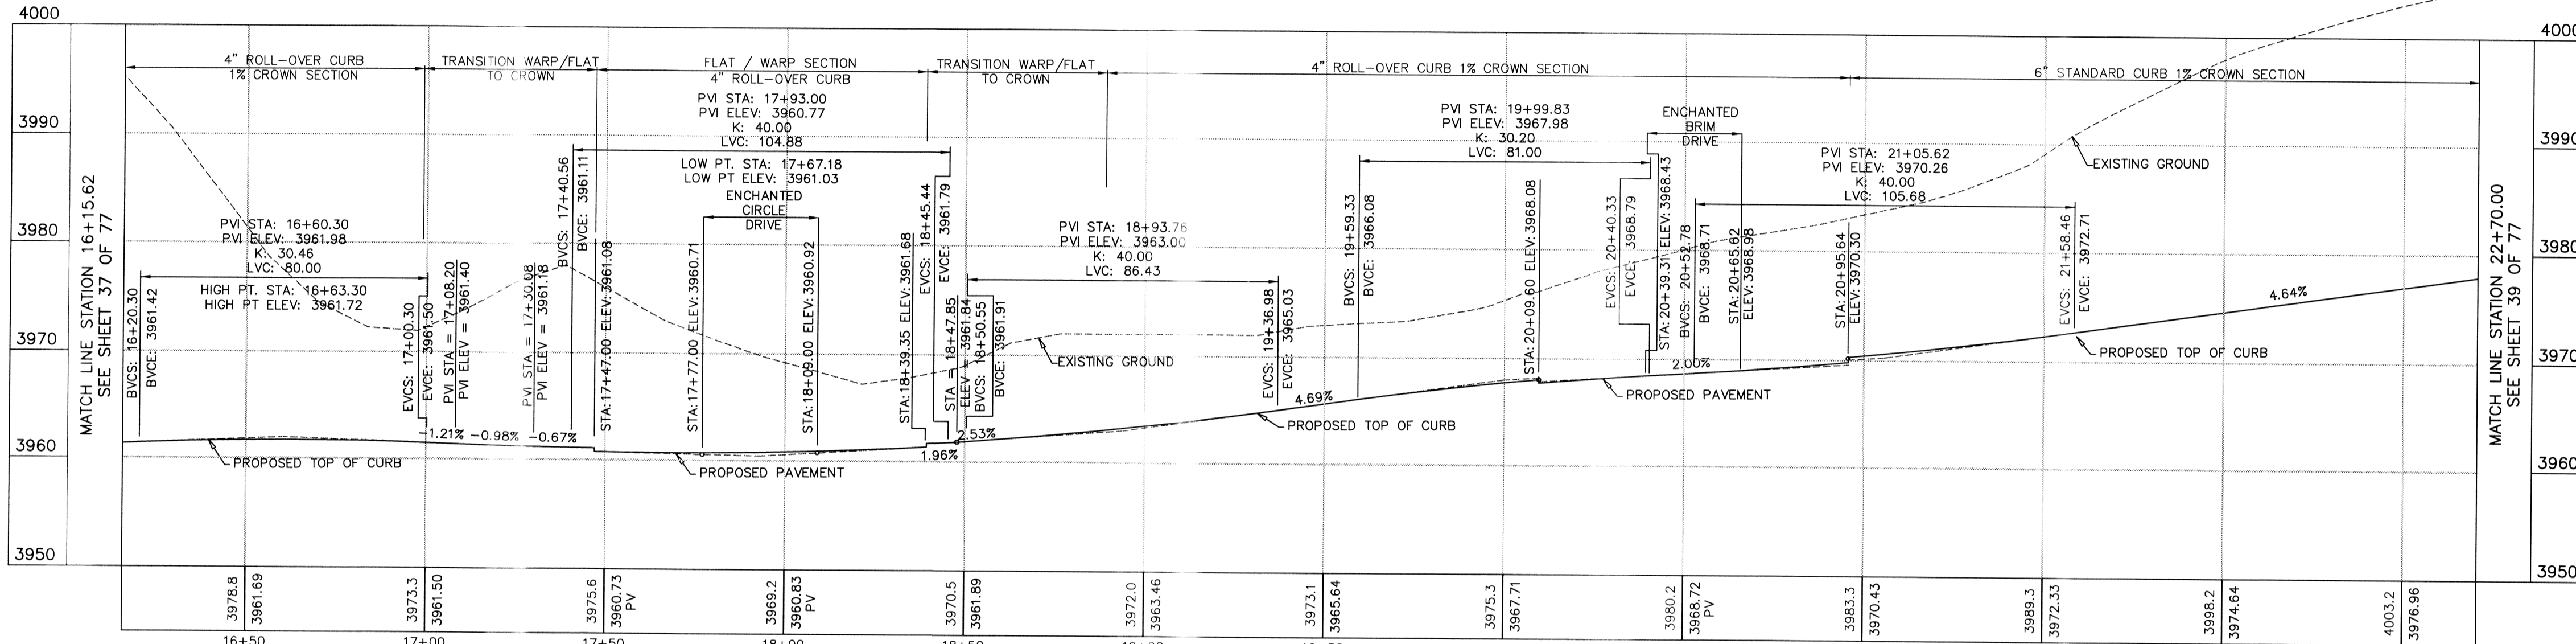 4000
4000
4" ROLL-OVER CURB
1% CROWN SECTION
TRANSITION WARP/FLAT
TO CROWN
FLAT / WARP SECTION
4" ROLL-OVER CURB
TRANSITION WARP/FLAT
TO CROWN
4" ROLL-OVER CURB 1% CROWN SECTION
6" STANDARD CURB 1% CROWN SECTION
3990
3990
3980
3980
3970
3970
3960
3960
3950
3950
MATCH LINE STATION 16+15.62
SEE SHEET 37 OF 77
PVI STA: 16+60.30
PVI ELEV: 3961.98
K: 30.46
LVC: 80.00
HIGH PT. STA: 16+63.30
HIGH PT ELEV: 3961.72
BVCS: 16+20.30
BVCE: 3961.42
EVCS: 17+00.30
EVCE: 3961.50
PVI STA = 17+08.20
PVI ELEV = 3961.40
PVI STA = 17+30.08
PVI ELEV = 3961.18
BVCS: 17+40.56
BVCE: 3961.11
STA:17+47.00 ELEV:3961.08
PVI STA: 17+93.00
PVI ELEV: 3960.77
K: 40.00
LVC: 104.88
LOW PT. STA: 17+67.18
LOW PT ELEV: 3961.03
ENCHANTED
CIRCLE
DRIVE
STA:17+77.00 ELEV:3960.71
STA:18+09.00 ELEV:3960.92
STA:18+39.35 ELEV:3961.68
EVCS: 18+45.44
EVCE: 3961.79
STA = 18+47.85
ELEV = 3961.84
BVCS: 18+50.55
BVCE: 3961.91
PVI STA: 18+93.76
PVI ELEV: 3963.00
K: 40.00
LVC: 86.43
EXISTING GROUND
EVCS: 19+36.98
EVCE: 3965.03
BVCS: 19+59.33
BVCE: 3966.08
PVI STA: 19+99.83
PVI ELEV: 3967.98
K: 30.20
LVC: 81.00
STA:20+09.60 ELEV:3968.08
ENCHANTED
BRIM
DRIVE
EVCS: 20+40.33
EVCE: 3968.79
STA:20+39.31 ELEV:3968.43
BVCS: 20+52.78
BVCE: 3968.71
STA:20+65.62
ELEV:3968.98
PVI STA: 21+05.62
PVI ELEV: 3970.26
K: 40.00
LVC: 105.68
STA:20+95.64
ELEV:3970.30
EVCS: 21+58.46
EVCE: 3972.71
EXISTING GROUND
MATCH LINE STATION 22+70.00
SEE SHEET 39 OF 77
-1.21%
-0.98%
-0.67%
1.96%
2.53%
4.69%
2.00%
4.64%
PROPOSED TOP OF CURB
PROPOSED PAVEMENT
PROPOSED TOP OF CURB
PROPOSED PAVEMENT
PROPOSED TOP OF CURB
3978.8
3961.69
3973.3
3961.50
3975.6
3960.73
PV
3969.2
3960.83
PV
3970.5
3961.89
3972.0
3963.46
3973.1
3965.64
3975.3
3967.71
3980.2
3968.72
PV
3983.3
3970.43
3989.3
3972.33
3998.2
3974.64
4003.2
3976.96
16+50
17+00
17+50
18+00
18+50